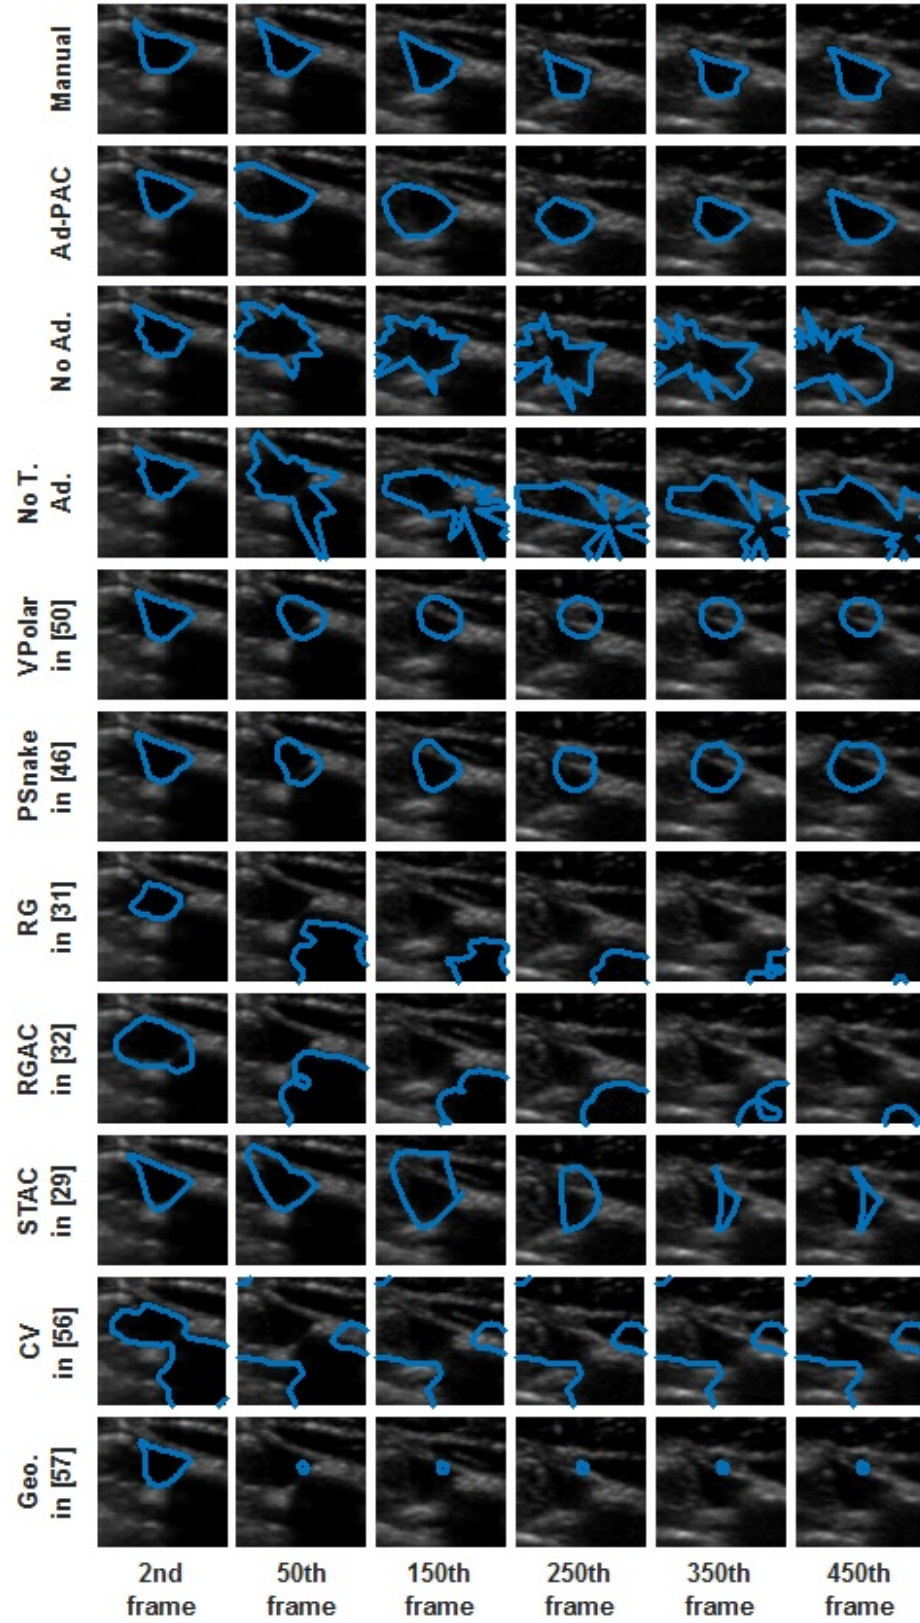 Manual
Ad-PAC
No Ad.
No T.
Ad.
VPolar
in [50]
PSnake
in [46]
RG
in [31]
RGAC
in [32]
STAC
in [29]
CV
in [56]
Geo.
in [57]
2nd
frame
50th
frame
150th
frame
250th
frame
350th
frame
450th
frame